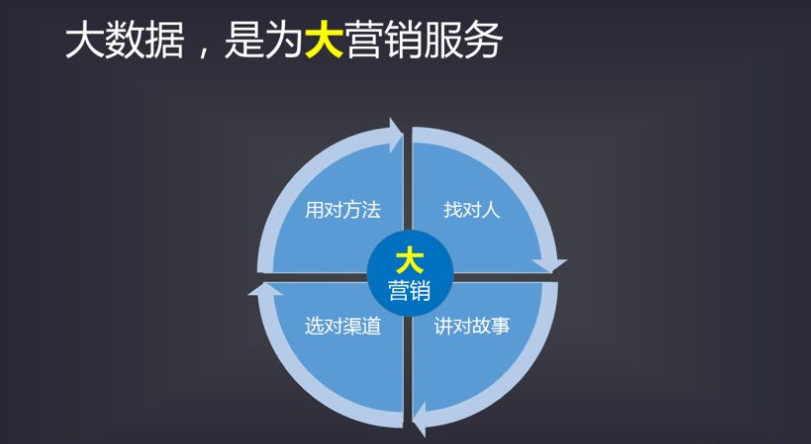 大数据，是为大营销服务
用对方法
找对人
大
营销
选对渠道
讲对故事